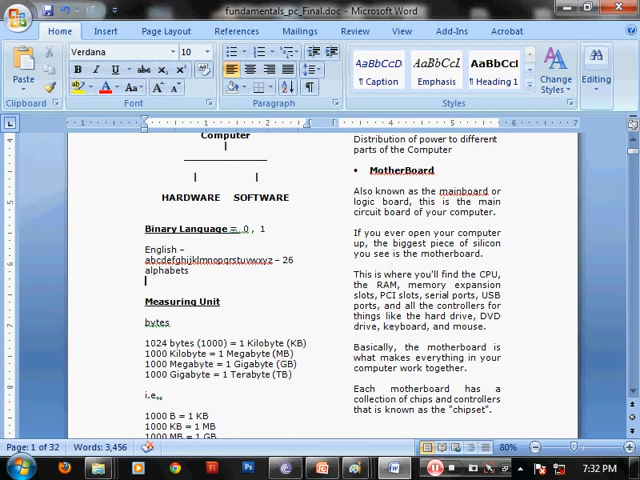 fundamentals_pc_Final.doc - Microsoft Word
Home Insert Page Layout References Mailings Review View Add-Ins Acrobat
Verdana 10
Paste
AaBbCcD AaBbCcI AaBbC
¶ Caption Emphasis ¶ Heading 1
Change Styles
Editing
Clipboard Font Paragraph Styles
Computer
HARDWARE SOFTWARE
Binary Language = 0 , 1
English –
abcdefghijklmnopqrstuvwxyz – 26
alphabets
Measuring Unit
bytes
1024 bytes (1000) = 1 Kilobyte (KB)
1000 Kilobyte = 1 Megabyte (MB)
1000 Megabyte = 1 Gigabyte (GB)
1000 Gigabyte = 1 Terabyte (TB)
i.e.
1000 B = 1 KB
1000 KB = 1 MB
1000 MB = 1 GB
Distribution of power to different
parts of the Computer
• MotherBoard
Also known as the mainboard or
logic board, this is the main
circuit board of your computer.
If you ever open your computer
up, the biggest piece of silicon
you see is the motherboard.
This is where you'll find the CPU,
the RAM, memory expansion
slots, PCI slots, serial ports, USB
ports, and all the controllers for
things like the hard drive, DVD
drive, keyboard, and mouse.
Basically, the motherboard is
what makes everything in your
computer work together.
Each motherboard has a
collection of chips and controllers
that is known as the "chipset".
Page: 1 of 32 Words: 3,456 80%
7:32 PM